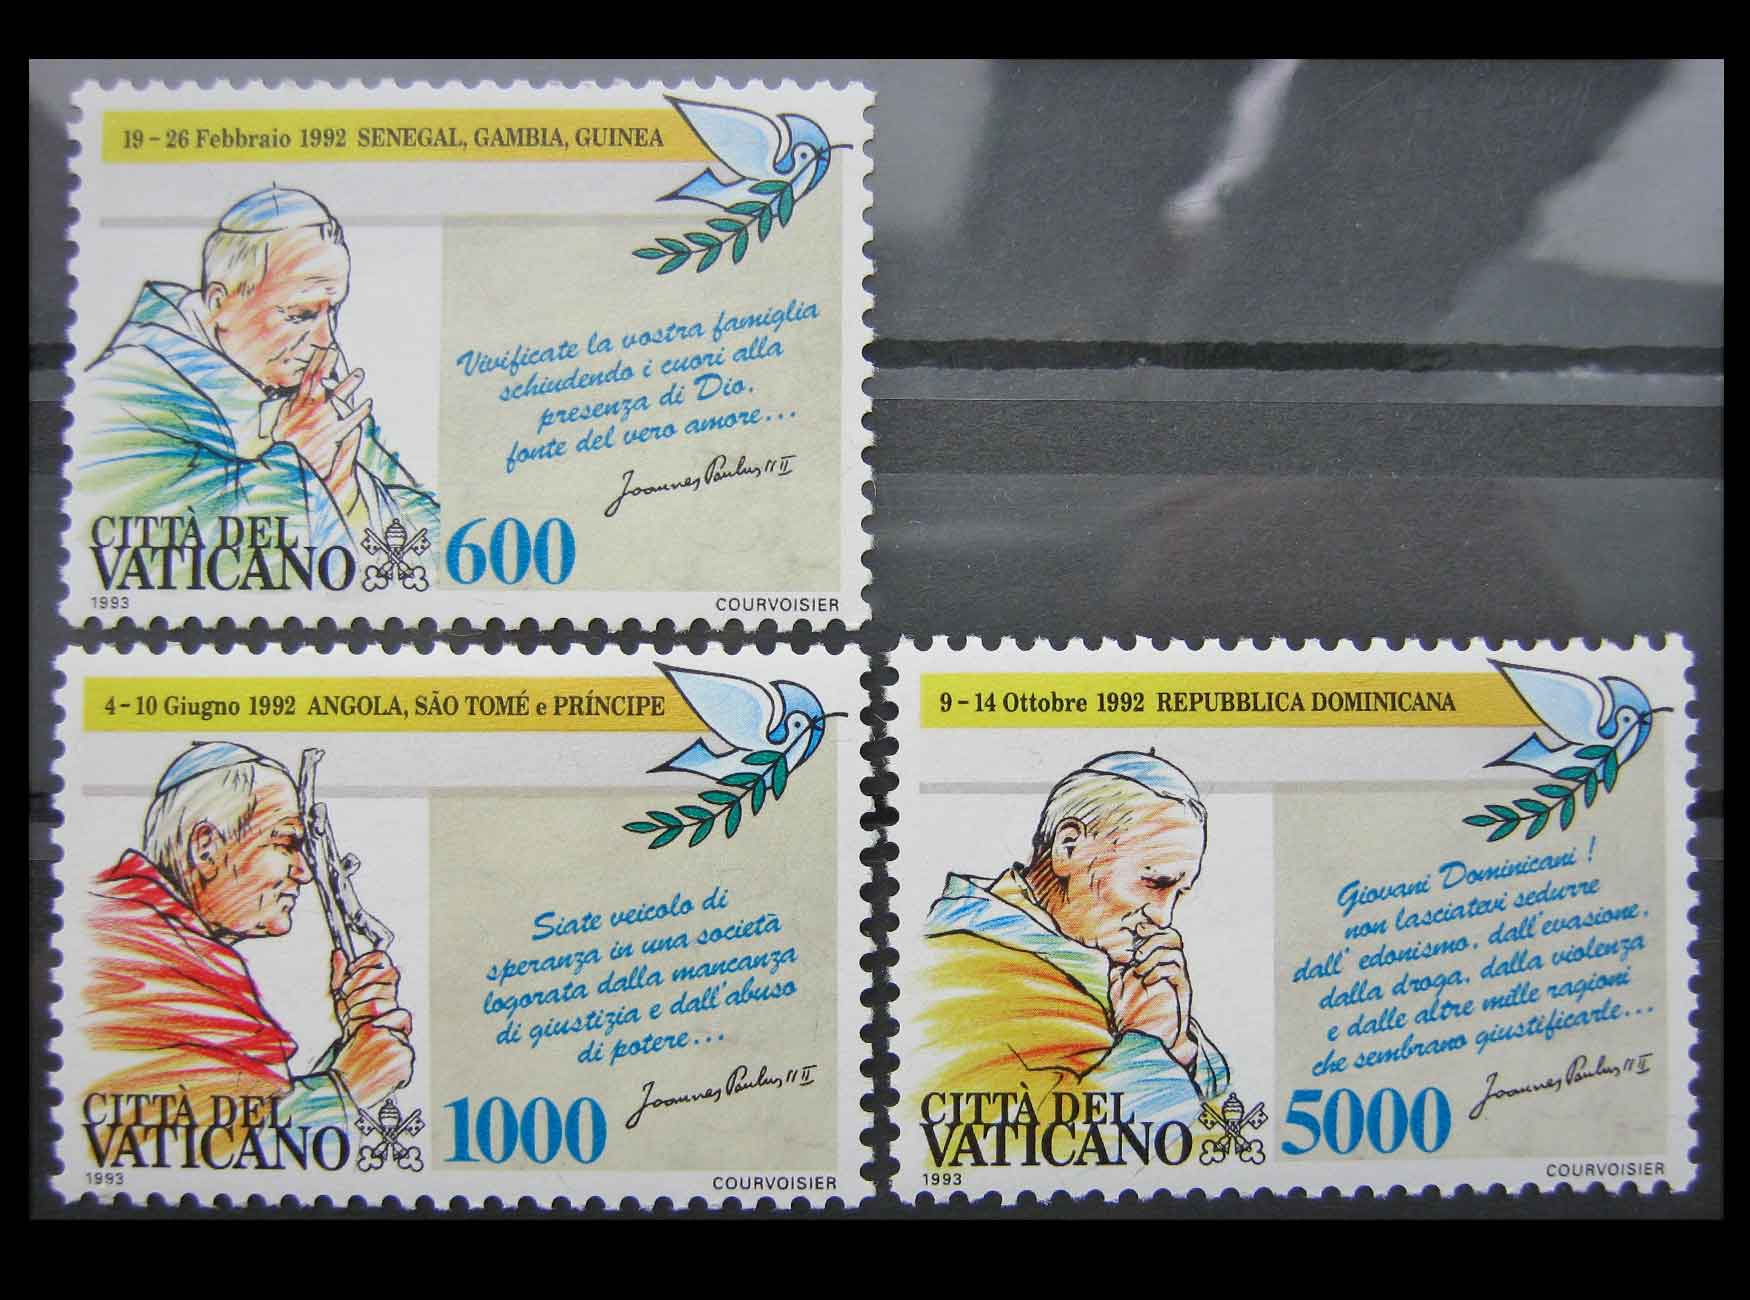 19 - 26 Febbraio 1992 SENEGAL, GAMBIA, GUINEA
Vivificate la vostra famiglia
schiudendo i cuori alla
presenza di Dio,
fonte del vero amore...
Joannes Paulus PP II
CITTÀ DEL
VATICANO
600
1993
COURVOISIER
4 - 10 Giugno 1992 ANGOLA, SÃO TOMÉ e PRÍNCIPE
Siate veicolo di
speranza in una società
logorata dalla mancanza
di giustizia e dall'abuso
di potere...
Joannes Paulus PP II
CITTÀ DEL
VATICANO
1000
1993
COURVOISIER
9 - 14 Ottobre 1992 REPUBBLICA DOMINICANA
Giovani Dominicani !
non lasciatevi sedurre
dall' edonismo, dall'evasione,
dalla droga, dalla violenza
e dalle altre mille ragioni
che sembrano giustificarle...
Joannes Paulus PP II
CITTÀ DEL
VATICANO
5000
1993
COURVOISIER